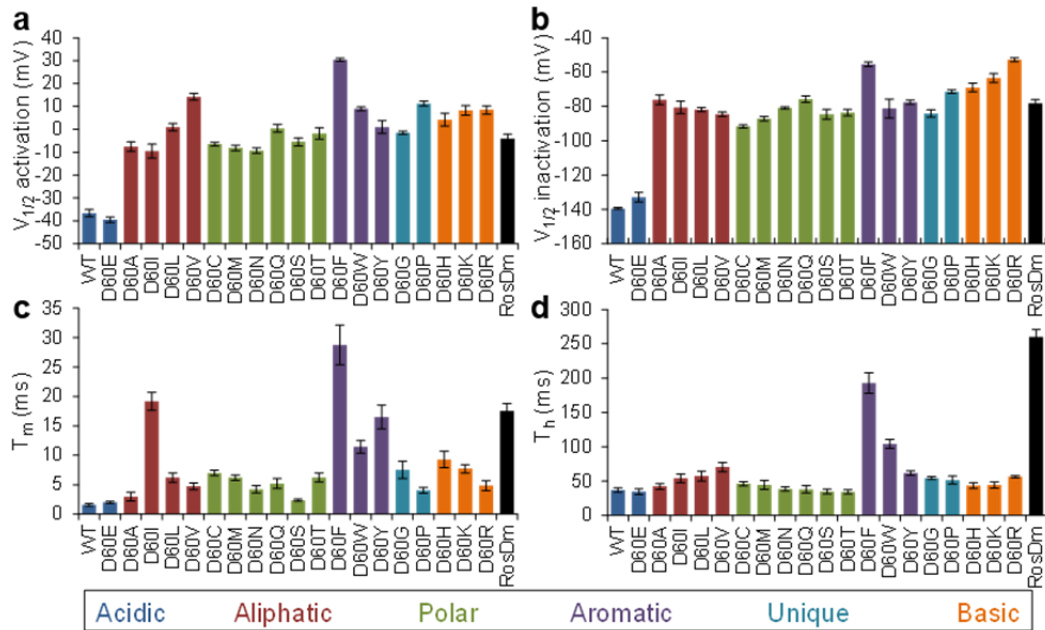 a
V1/2 activation (mV)
40
30
20
10
0
-10
-20
-30
-40
-50
WT
D60E
D60A
D60I
D60L
D60V
D60C
D60M
D60N
D60Q
D60S
D60T
D60F
D60W
D60Y
D60G
D60P
D60H
D60K
D60R
RosDm
b
V1/2 inactivation (mV)
-40
-60
-80
-100
-120
-140
-160
WT
D60E
D60A
D60I
D60L
D60V
D60C
D60M
D60N
D60Q
D60S
D60T
D60F
D60W
D60Y
D60G
D60P
D60H
D60K
D60R
RosDm
c
Tm (ms)
35
30
25
20
15
10
5
0
WT
D60E
D60A
D60I
D60L
D60V
D60C
D60M
D60N
D60Q
D60S
D60T
D60F
D60W
D60Y
D60G
D60P
D60H
D60K
D60R
RosDm
d
Th (ms)
300
250
200
150
100
50
0
WT
D60E
D60A
D60I
D60L
D60V
D60C
D60M
D60N
D60Q
D60S
D60T
D60F
D60W
D60Y
D60G
D60P
D60H
D60K
D60R
RosDm
Acidic Aliphatic Polar Aromatic Unique Basic